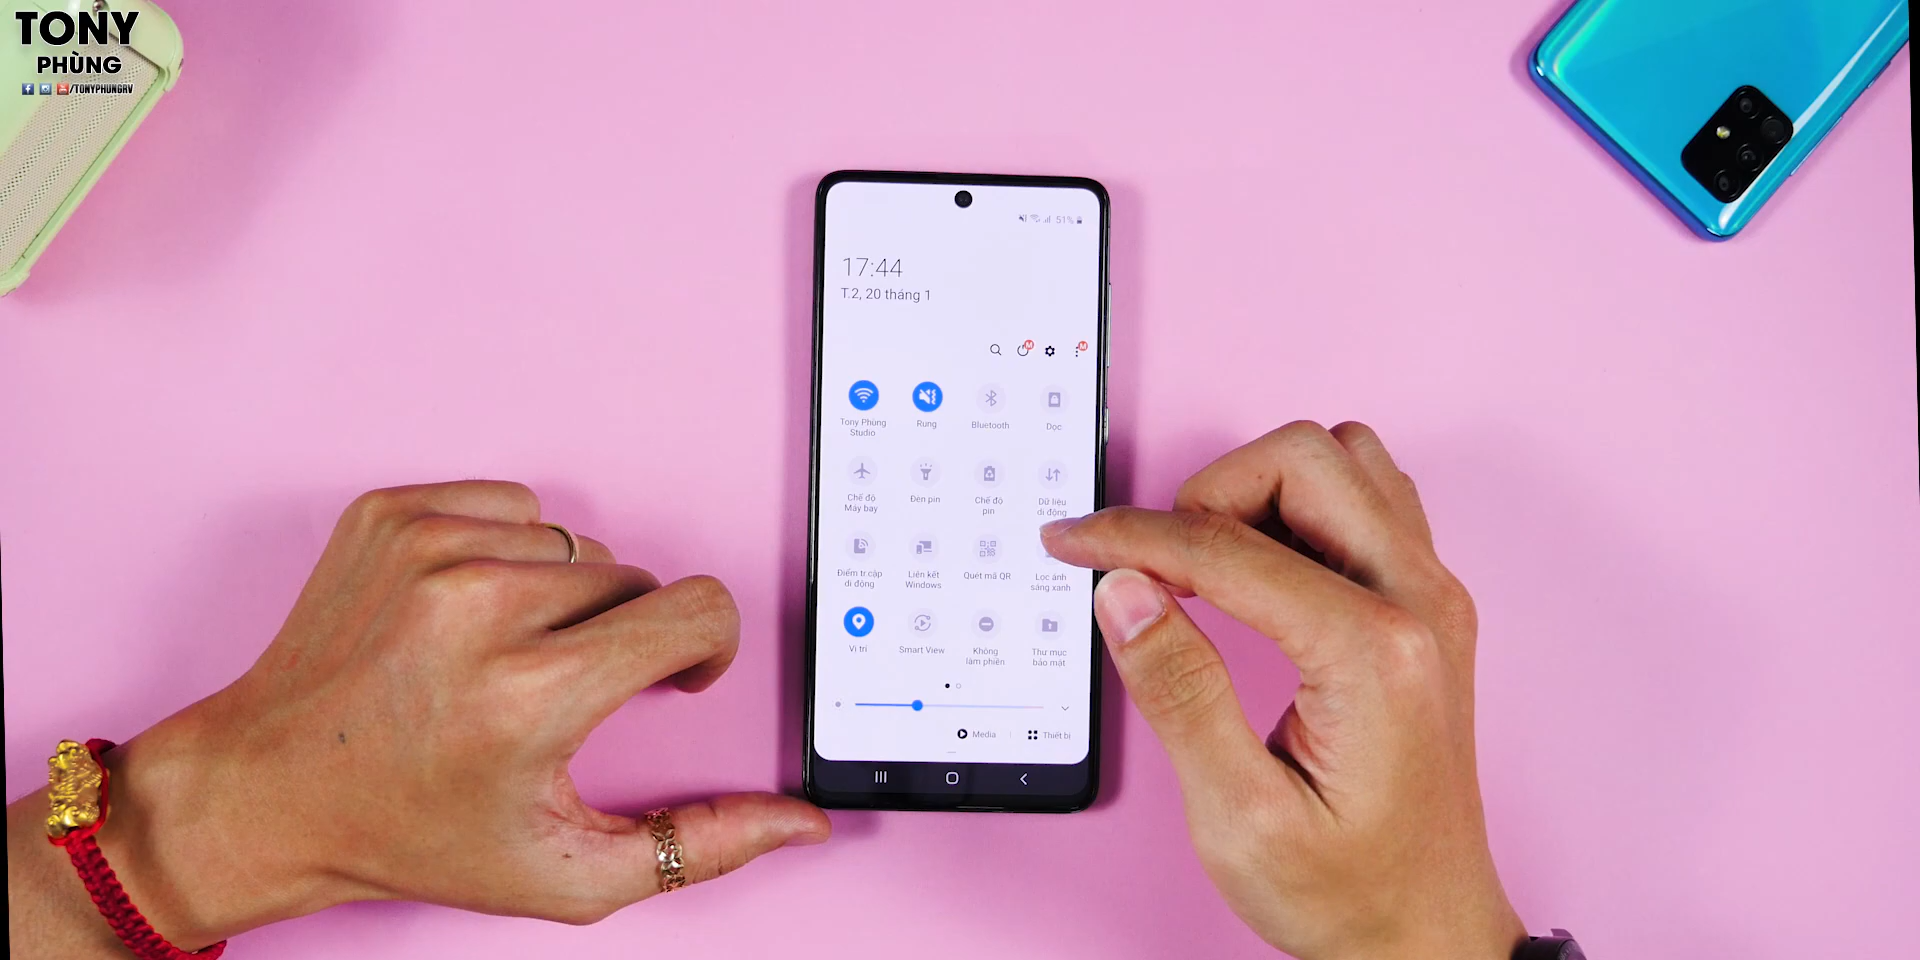 TONY
PHÙNG
/TONYPHUNGRV
51%
17:44
T.2, 20 tháng 1
M
M
Tony Phùng
Studio
Rung
Bluetooth
Dọc
Chế độ
Máy bay
Đèn pin
Chế độ
pin
Dữ liệu
di động
Điểm tr.cập
di động
Liên kết
Windows
Quét mã QR
Lọc ánh
sáng xanh
Vị trí
Smart View
Không
làm phiền
Thư mục
bảo mật
Media
Thiết bị